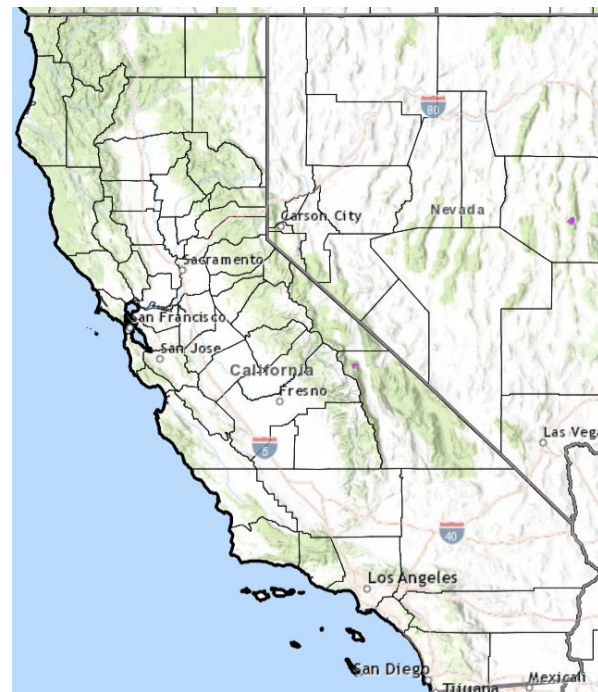 80
Carson City
Nevada
Sacramento
San Francisco
San Jose
California
Fresno
Las Vega
5
40
Los Angeles
San Diego
Tijuana
Mexicali